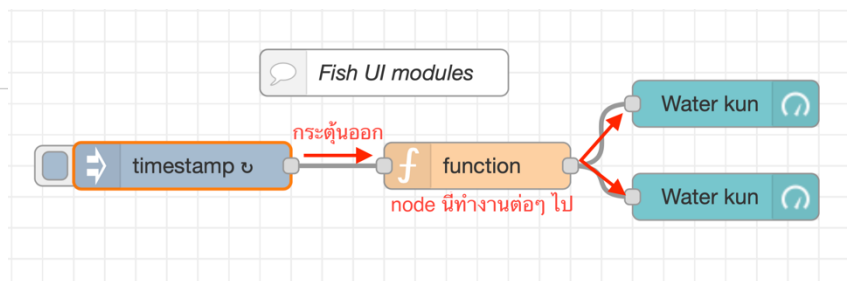 Fish UI modules
Water kun
กระตุ้นออก
timestamp ↻
function
Water kun
node นีทำงานต่อๆ ไป